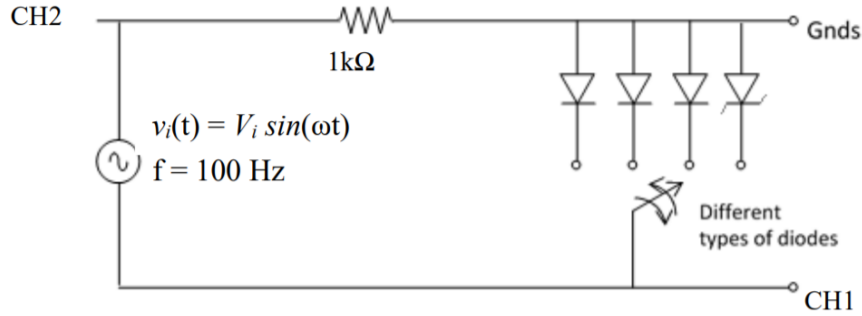 CH2
Gnds
1kΩ
vᵢ(t) = Vᵢ sin(ωt)
f = 100 Hz
Different
types of diodes
CH1